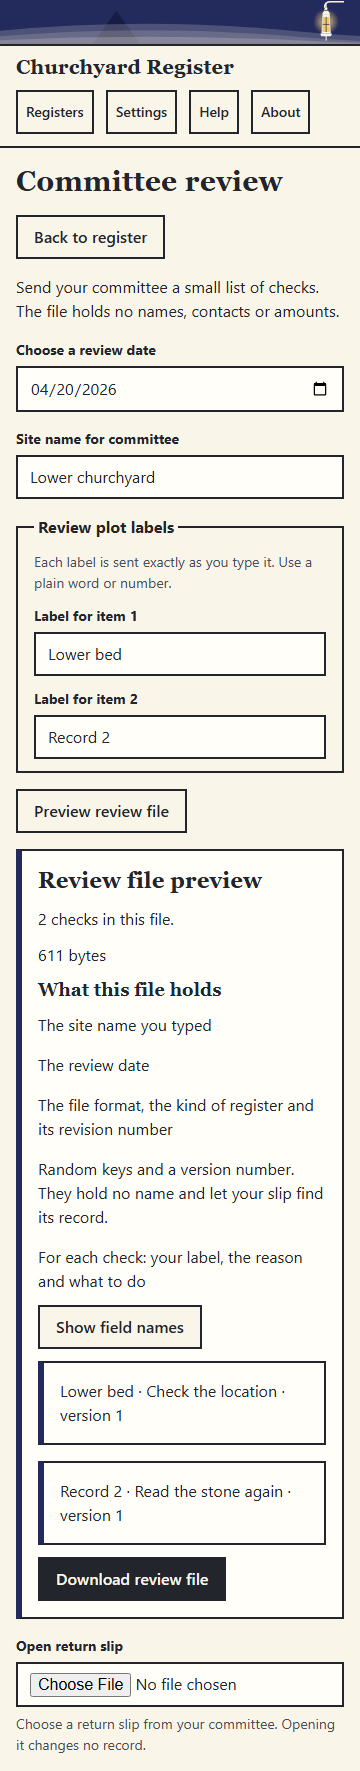 Churchyard Register
Registers
Settings
Help
About
Committee review
Back to register
Send your committee a small list of checks.
The file holds no names, contacts or amounts.
Choose a review date
04/20/2026
Site name for committee
Lower churchyard
Review plot labels
Each label is sent exactly as you type it. Use a
plain word or number.
Label for item 1
Lower bed
Label for item 2
Record 2
Preview review file
Review file preview
2 checks in this file.
611 bytes
What this file holds
The site name you typed
The review date
The file format, the kind of register and
its revision number
Random keys and a version number.
They hold no name and let your slip find
its record.
For each check: your label, the reason
and what to do
Show field names
Lower bed · Check the location ·
version 1
Record 2 · Read the stone again ·
version 1
Download review file
Open return slip
Choose File No file chosen
Choose a return slip from your committee. Opening
it changes no record.